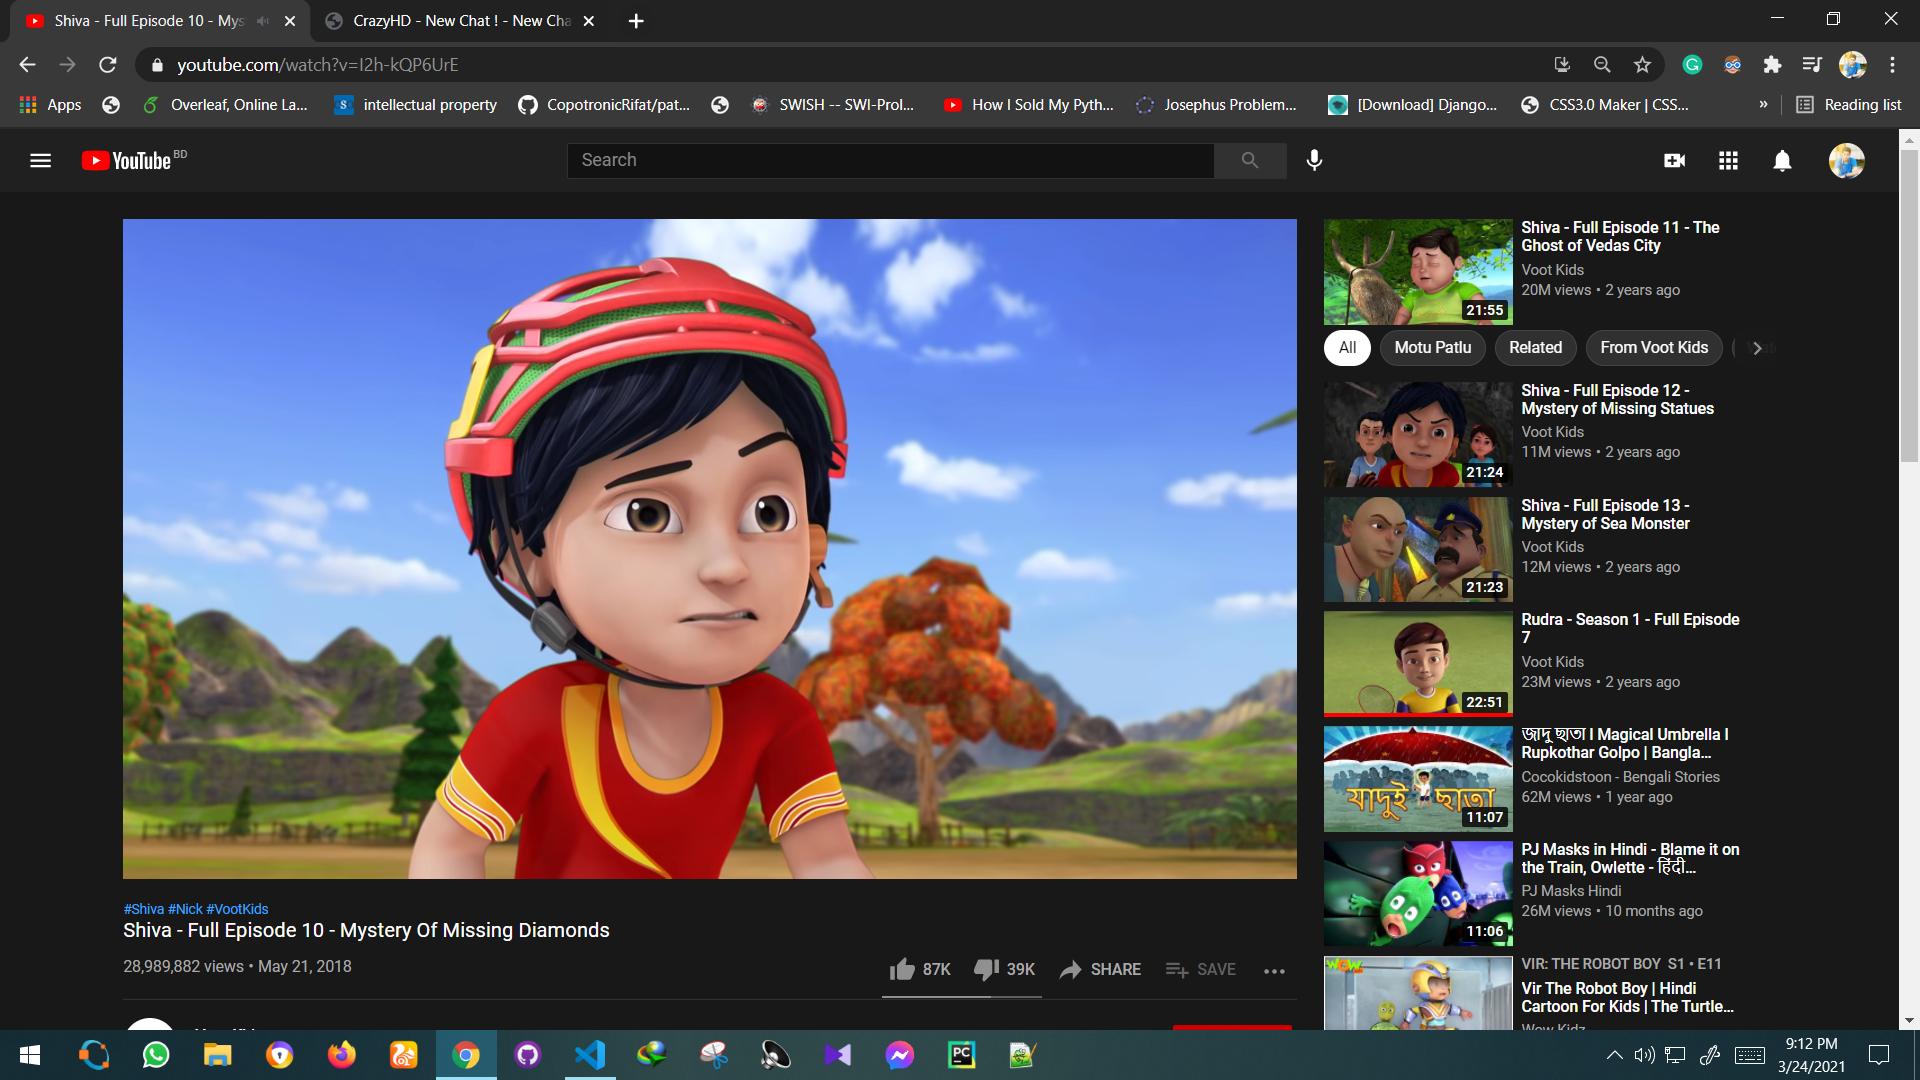 Shiva - Full Episode 10 - Mys
CrazyHD - New Chat ! - New Cha
youtube.com/watch?v=I2h-kQP6UrE
Apps
Overleaf, Online La...
intellectual property
CopotronicRifat/pat...
SWISH -- SWI-Prol...
How I Sold My Pyth...
Josephus Problem...
[Download] Django...
CSS3.0 Maker | CSS...
»
Reading list
YouTube BD
Search
Shiva - Full Episode 11 - The
Ghost of Vedas City
Voot Kids
20M views • 2 years ago
21:55
All
Motu Patlu
Related
From Voot Kids
Shiva - Full Episode 12 -
Mystery of Missing Statues
Voot Kids
11M views • 2 years ago
21:24
Shiva - Full Episode 13 -
Mystery of Sea Monster
Voot Kids
12M views • 2 years ago
21:23
Rudra - Season 1 - Full Episode
7
Voot Kids
23M views • 2 years ago
22:51
জাদু ছাতা l Magical Umbrella l
Rupkothar Golpo | Bangla...
Cocokidstoon - Bengali Stories
62M views • 1 year ago
যাদুই ছাতা
11:07
PJ Masks in Hindi - Blame it on
the Train, Owlette - हिंदी...
PJ Masks Hindi
26M views • 10 months ago
11:06
VIR: THE ROBOT BOY S1 • E11
Vir The Robot Boy | Hindi
Cartoon For Kids | The Turtle...
Wow Kidz
WOW
#Shiva #Nick #VootKids
Shiva - Full Episode 10 - Mystery Of Missing Diamonds
28,989,882 views • May 21, 2018
87K
39K
SHARE
SAVE
PC
9:12 PM
3/24/2021